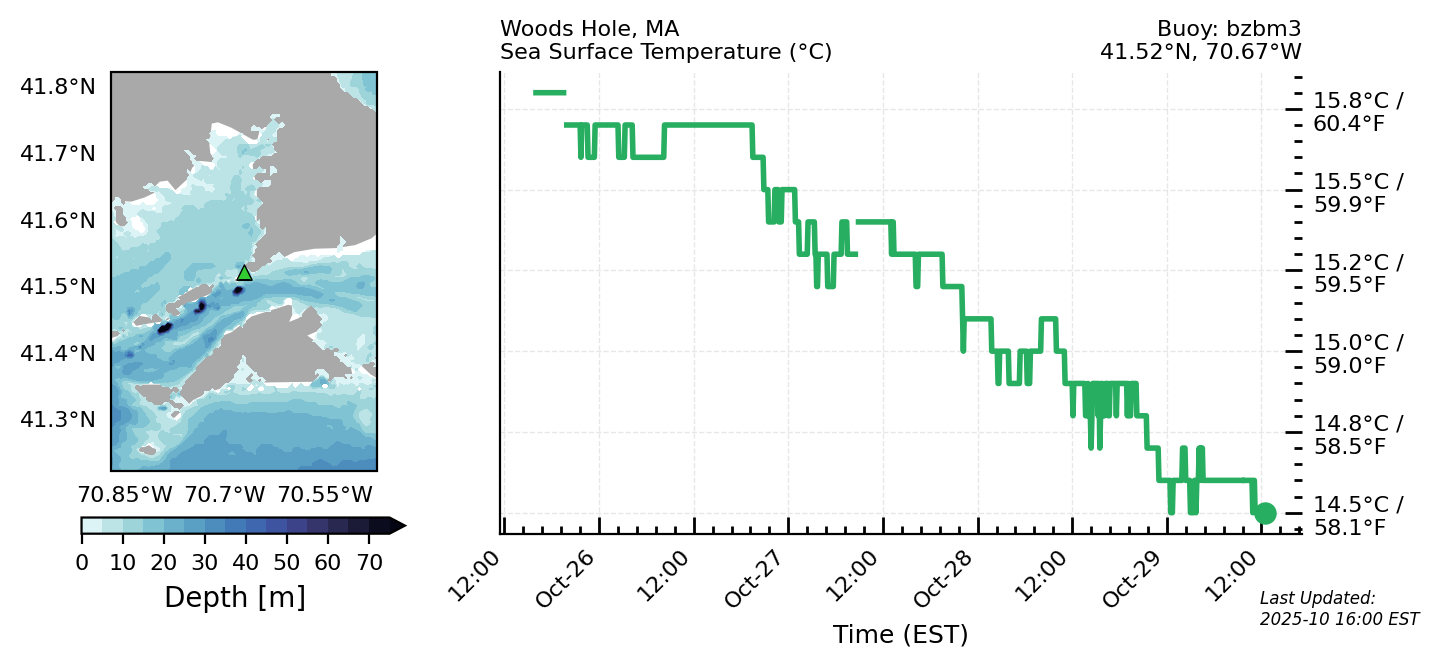 Woods Hole, MA
Sea Surface Temperature (°C)
Buoy: bzbm3
41.52°N, 70.67°W
41.8°N
41.7°N
41.6°N
41.5°N
41.4°N
41.3°N
70.85°W 70.7°W 70.55°W
0 10 20 30 40 50 60 70
Depth [m]
15.8°C /
60.4°F
15.5°C /
59.9°F
15.2°C /
59.5°F
15.0°C /
59.0°F
14.8°C /
58.5°F
14.5°C /
58.1°F
12:00 Oct-26 12:00 Oct-27 12:00 Oct-28 12:00 Oct-29 12:00
Time (EST)
Last Updated:
2025-10 16:00 EST